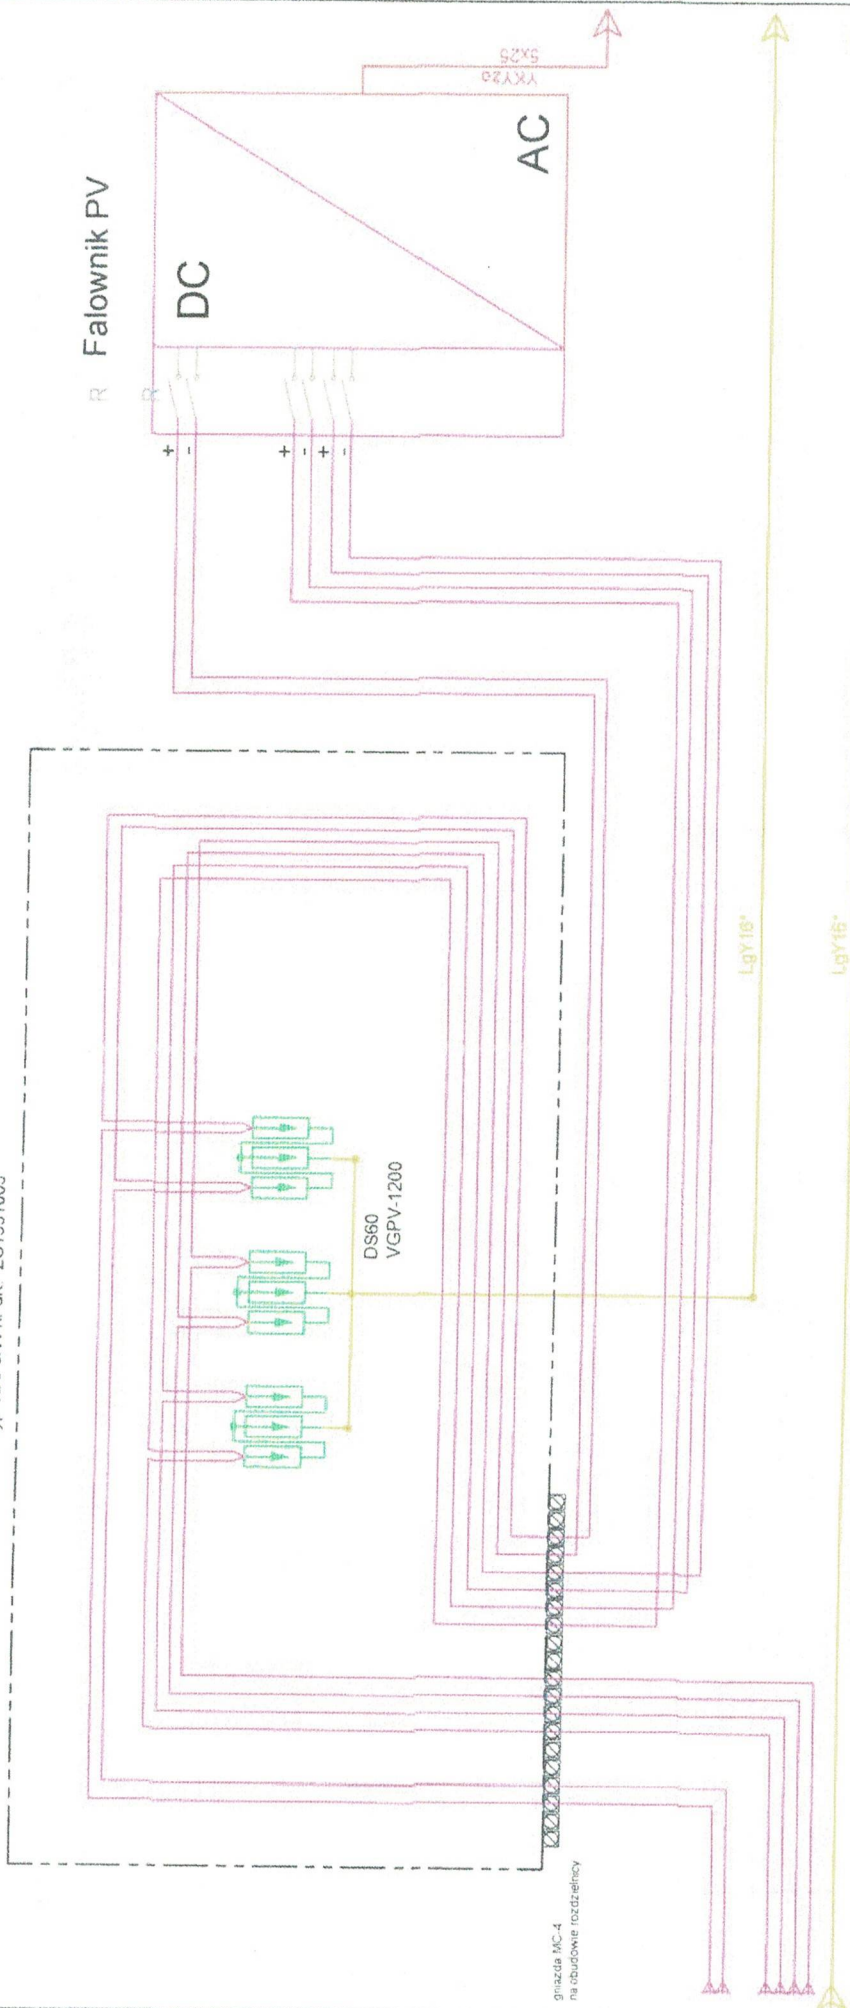 Falownik PV
R
R
DC
AC
YKYżo
5x25
+
-
+
-
+
-
DS60
VGPV-1200
LgY16*
LgY16*
gniazda MC-4
na obudowie rozdzielnicy